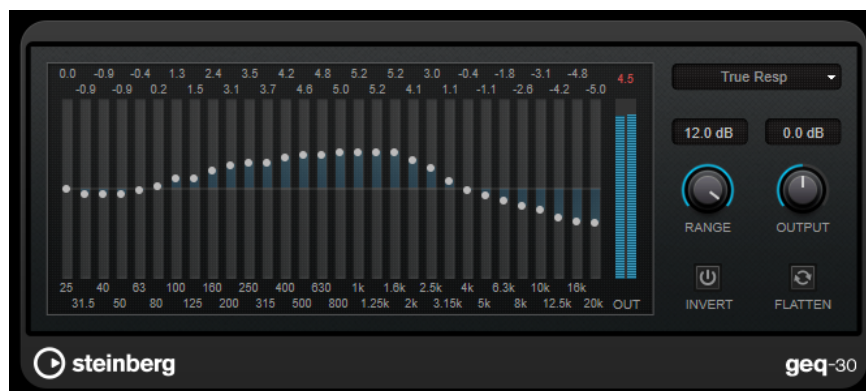 0.0 -0.9 -0.4 1.3 2.4 3.5 4.2 4.8 5.2 5.2 3.0 -0.4 -1.8 -3.1 -4.8
-0.9 -0.9 0.2 1.5 3.1 3.7 4.6 5.0 5.2 4.1 1.1 -1.1 -2.6 -4.2 -5.0
4.5
True Resp
12.0 dB
0.0 dB
RANGE
OUTPUT
25 40 63 100 160 250 400 630 1k 1.6k 2.5k 4k 6.3k 10k 16k
31.5 50 80 125 200 315 500 800 1.25k 2k 3.15k 5k 8k 12.5k 20k OUT
INVERT
FLATTEN
steinberg
geq-30